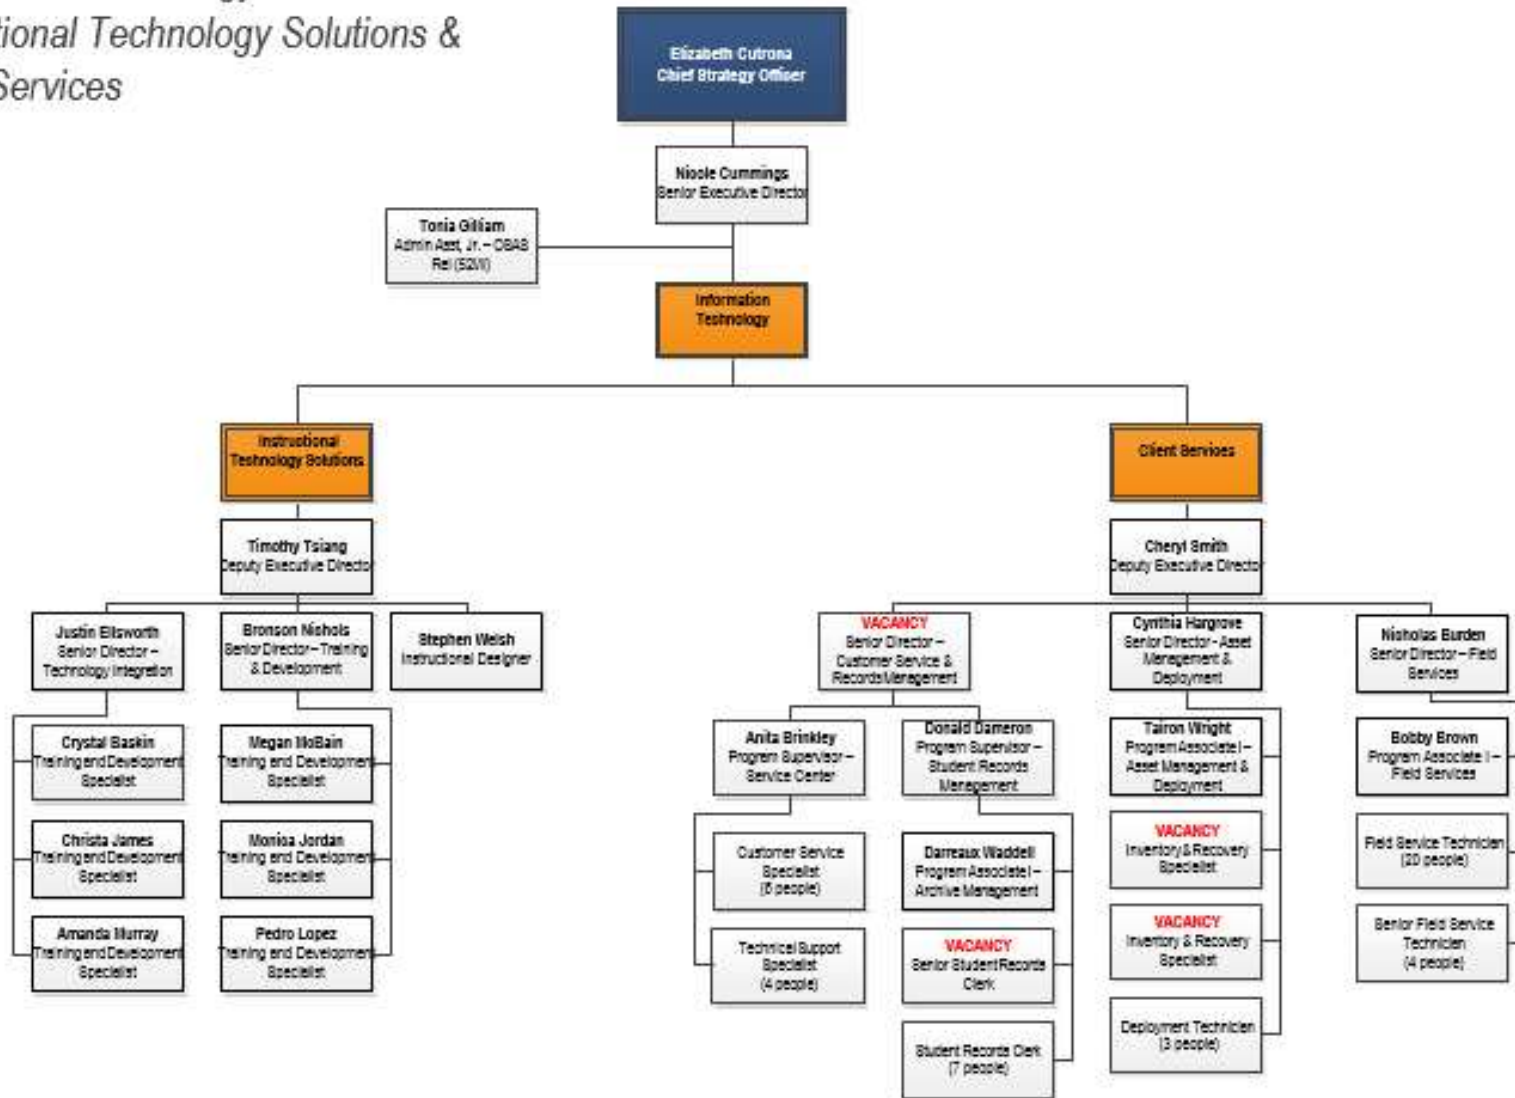 tional Technology Solutions &
Services
Elizabeth Cutrona
Chief Strategy Officer
Nicole Cummings
Senior Executive Director
Tonia Gilliam
Admin Asst, Jr. – OSAS
Rel
Information
Technology
Instructional
Technology Solutions
Client Services
Timothy Tsiang
Deputy Executive Director
Cheryl Smith
Deputy Executive Director
Justin Ellsworth
Senior Director –
Technology Integration
Bronson Nichols
Senior Director – Training
& Development
Stephen Welsh
Instructional Designer
VACANCY
Senior Director –
Customer Service &
Records Management
Cynthia Hargrove
Senior Director - Asset
Management &
Deployment
Nicholas Burden
Senior Director – Field
Services
Crystal Baskin
Training and Development
Specialist
Megan McBain
Training and Development
Specialist
Anita Brinkley
Program Supervisor –
Service Center
Donald Dameron
Program Supervisor –
Student Records
Management
Tairon Wright
Program Associate I –
Asset Management &
Deployment
Bobby Brown
Program Associate I –
Field Services
Christa James
Training and Development
Specialist
Monica Jordan
Training and Development
Specialist
Customer Service
Specialist
(6 people)
Darreaux Waddell
Program Associate I –
Archive Management
VACANCY
Inventory & Recovery
Specialist
Field Service Technician
(20 people)
Amanda Murray
Training and Development
Specialist
Pedro Lopez
Training and Development
Specialist
Technical Support
Specialist
(4 people)
VACANCY
Senior Student Records
Clerk
VACANCY
Inventory & Recovery
Specialist
Senior Field Service
Technician
(4 people)
Student Records Clerk
(7 people)
Deployment Technician
(3 people)